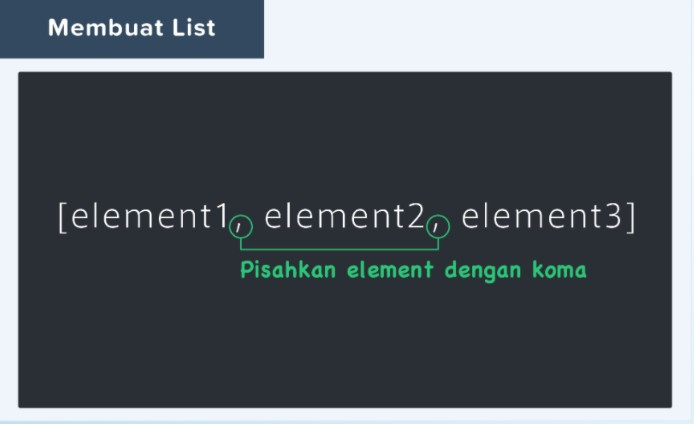 Membuat List
[element1, element2, element3]
Pisahkan element dengan koma